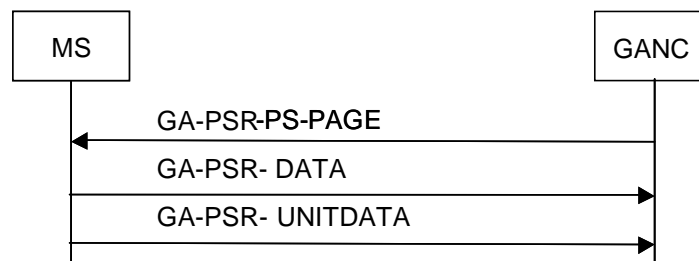 MS
GANC
GA-PSR-PS-PAGE
GA-PSR- DATA
GA-PSR- UNITDATA